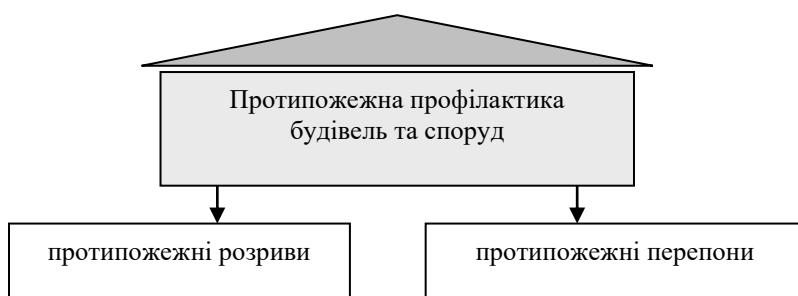 Протипожежна профілактика
будівель та споруд
протипожежні розриви
протипожежні перепони